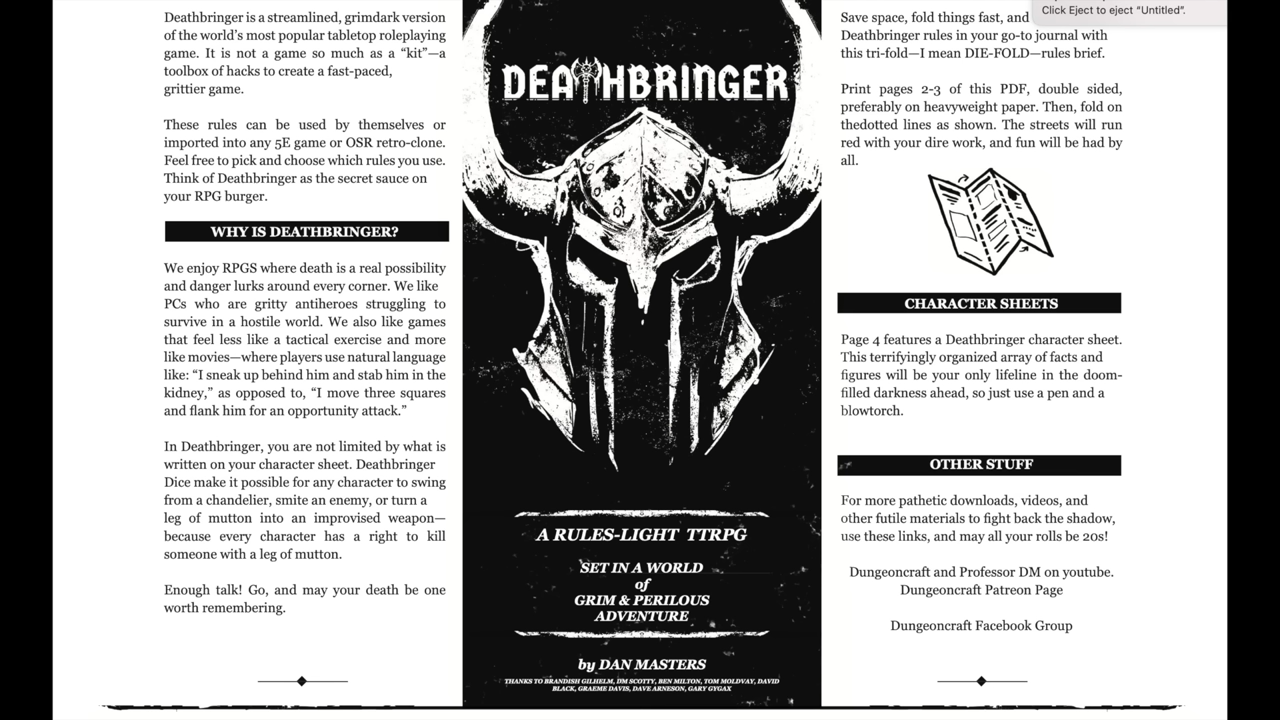 Deathbringer is a streamlined, grimdark version
of the world's most popular tabletop roleplaying
game. It is not a game so much as a “kit”—a
toolbox of hacks to create a fast-paced,
grittier game.
These rules can be used by themselves or
imported into any 5E game or OSR retro-clone.
Feel free to pick and choose which rules you use.
Think of Deathbringer as the secret sauce on
your RPG burger.
WHY IS DEATHBRINGER?
We enjoy RPGS where death is a real possibility
and danger lurks around every corner. We like
PCs who are gritty antiheroes struggling to
survive in a hostile world. We also like games
that feel less like a tactical exercise and more
like movies—where players use natural language
like: “I sneak up behind him and stab him in the
kidney,” as opposed to, “I move three squares
and flank him for an opportunity attack.”
In Deathbringer, you are not limited by what is
written on your character sheet. Deathbringer
Dice make it possible for any character to swing
from a chandelier, smite an enemy, or turn a
leg of mutton into an improvised weapon—
because every character has a right to kill
someone with a leg of mutton.
Enough talk! Go, and may your death be one
worth remembering.
DEATHBRINGER
A RULES-LIGHT TTRPG
SET IN A WORLD
of
GRIM & PERILOUS
ADVENTURE
by DAN MASTERS
THANKS TO BRANDISH GILHELM, DM SCOTTY, BEN MILTON, TOM MOLDVAY, DAVID
BLACK, GRAEME DAVIS, DAVE ARNESON, GARY GYGAX
Click Eject to eject “Untitled”.
Save space, fold things fast, and
Deathbringer rules in your go-to journal with
this tri-fold—I mean DIE-FOLD—rules brief.
Print pages 2-3 of this PDF, double sided,
preferably on heavyweight paper. Then, fold on
thedotted lines as shown. The streets will run
red with your dire work, and fun will be had by
all.
CHARACTER SHEETS
Page 4 features a Deathbringer character sheet.
This terrifyingly organized array of facts and
figures will be your only lifeline in the doom-
filled darkness ahead, so just use a pen and a
blowtorch.
OTHER STUFF
For more pathetic downloads, videos, and
other futile materials to fight back the shadow,
use these links, and may all your rolls be 20s!
Dungeoncraft and Professor DM on youtube.
Dungeoncraft Patreon Page
Dungeoncraft Facebook Group